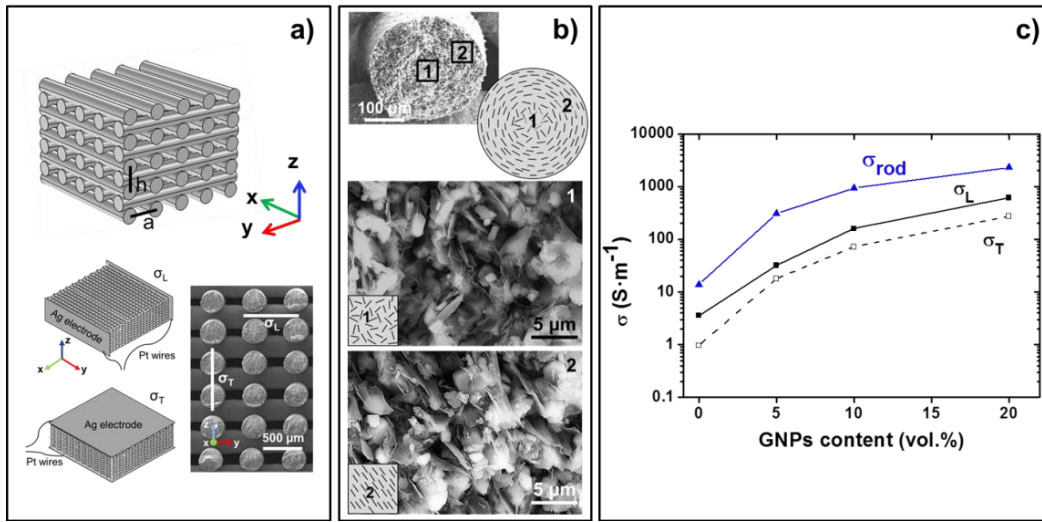 a)
h
a
z
x
y
σL
Ag electrode
Pt wires
z
x
y
σT
Ag electrode
Pt wires
σL
σT
z
x
y
500 µm
b)
1
2
100 µm
1
2
1
1
5 µm
2
2
5 µm
c)
σ (S·m⁻¹)
10000
1000
100
10
1
0.1
0
5
10
15
20
GNPs content (vol.%)
σrod
σL
σT